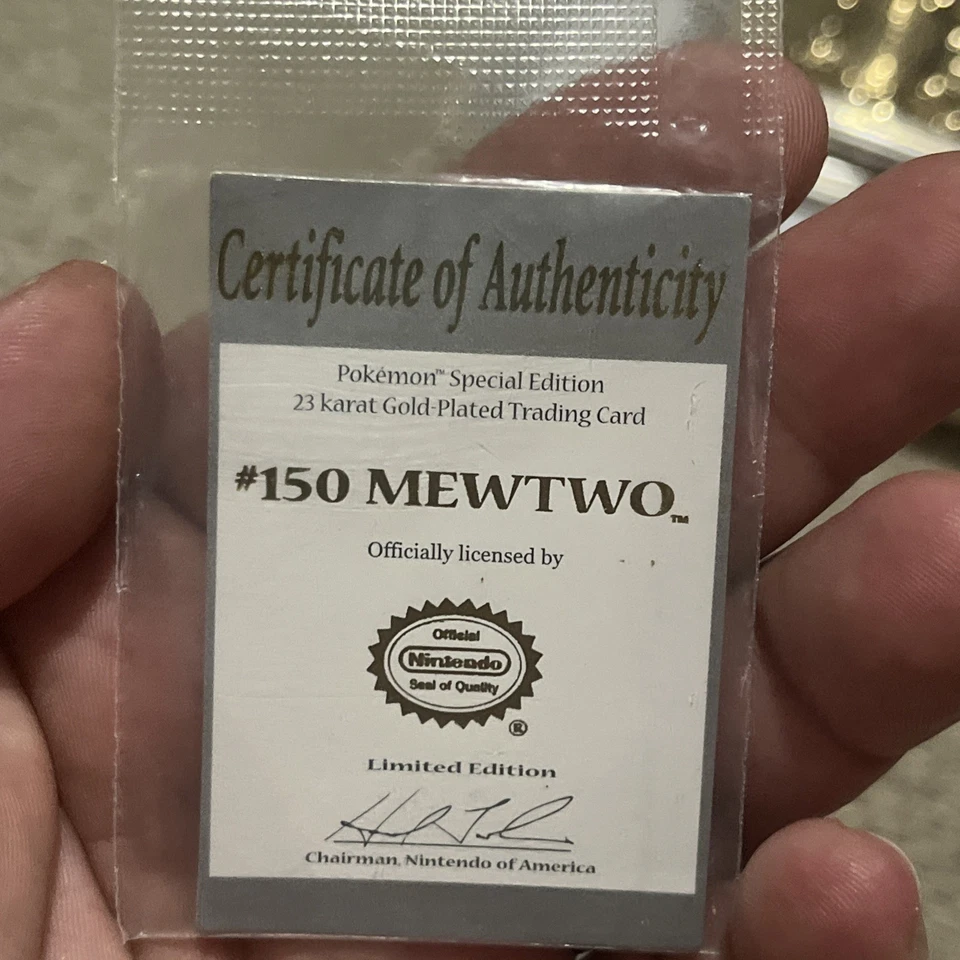 Certificate of Authenticity
Pokémon™ Special Edition
23 karat Gold-Plated Trading Card
#150 MEWTWO™
Officially licensed by
Official
Nintendo
Seal of Quality
®
Limited Edition
Chairman, Nintendo of America